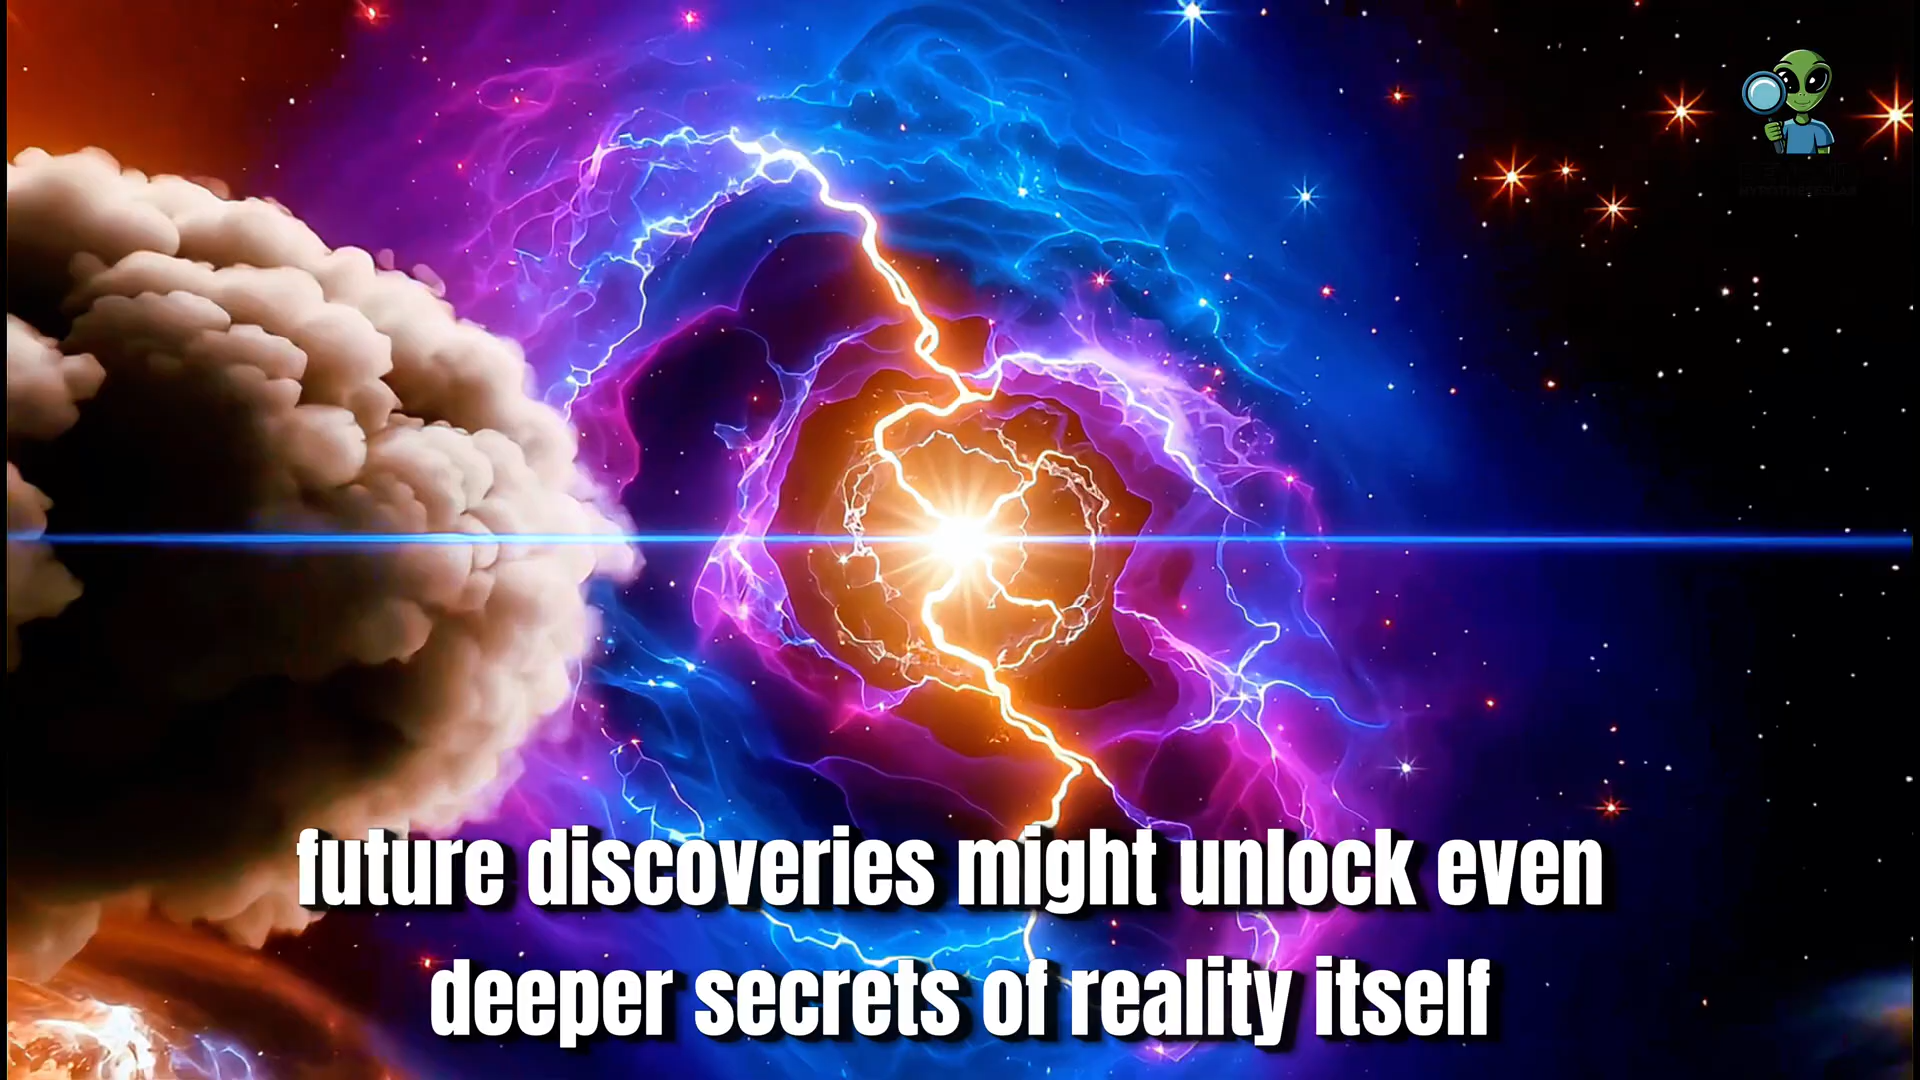 future discoveries might unlock even
deeper secrets of reality itself